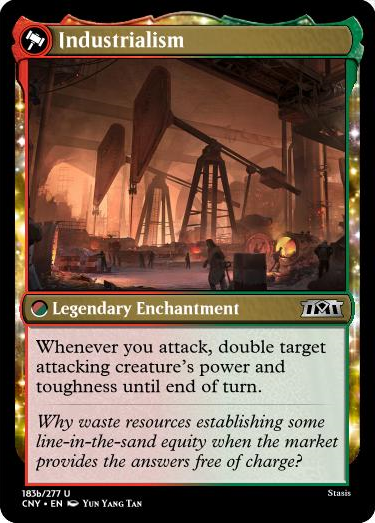 Industrialism
Legendary Enchantment
Whenever you attack, double target
attacking creature's power and
toughness until end of turn.
Why waste resources establishing some
line-in-the-sand equity when the market
provides the answers free of charge?
183b/277 U
Stasis
CNY • EN Yun Yang Tan